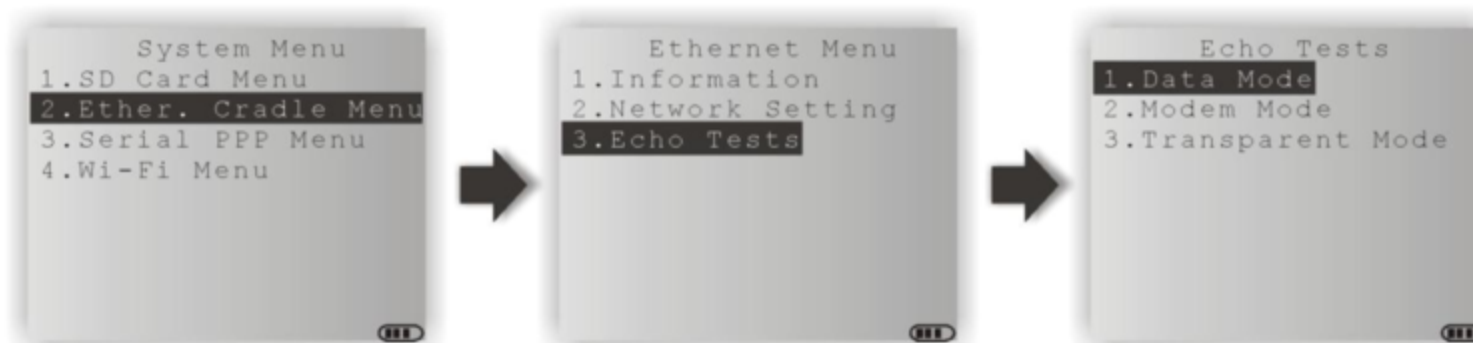 System Menu
1.SD Card Menu
2.Ether. Cradle Menu
3.Serial PPP Menu
4.Wi-Fi Menu
Ethernet Menu
1.Information
2.Network Setting
3.Echo Tests
Echo Tests
1.Data Mode
2.Modem Mode
3.Transparent Mode